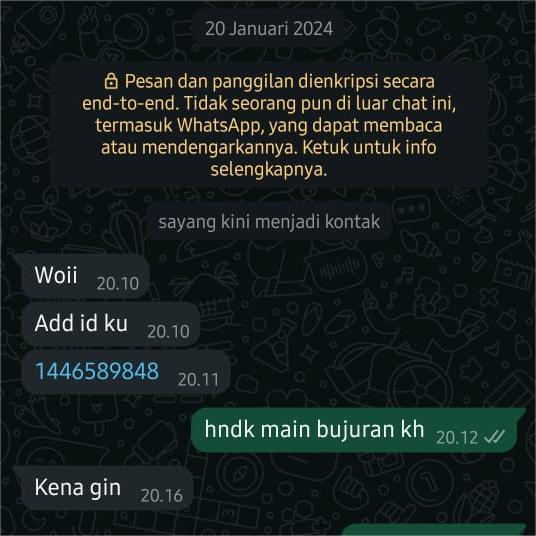 20 Januari 2024
Pesan dan panggilan dienkripsi secara
end-to-end. Tidak seorang pun di luar chat ini,
termasuk WhatsApp, yang dapat membaca
atau mendengarkannya. Ketuk untuk info
selengkapnya.
sayang kini menjadi kontak
Woii 20.10
Add id ku 20.10
1446589848 20.11
hndk main bujuran kh 20.12
Kena gin 20.16